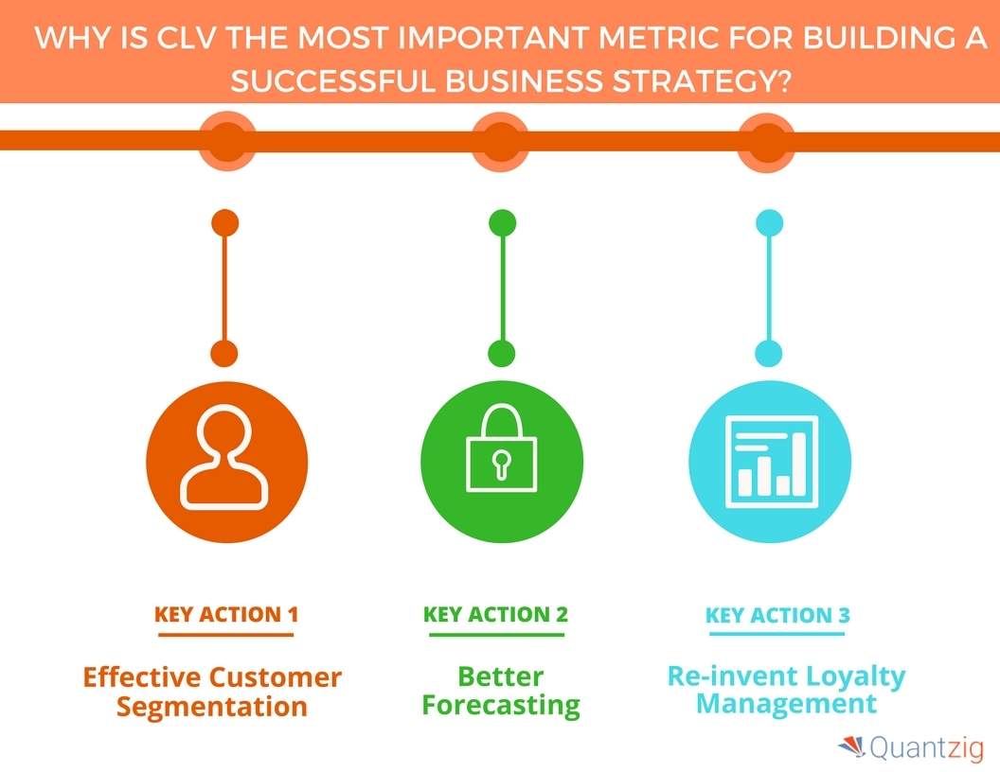 WHY IS CLV THE MOST IMPORTANT METRIC FOR BUILDING A
SUCCESSFUL BUSINESS STRATEGY?
KEY ACTION 1
Effective Customer
Segmentation
KEY ACTION 2
Better
Forecasting
KEY ACTION 3
Re-invent Loyalty
Management
Quantzig